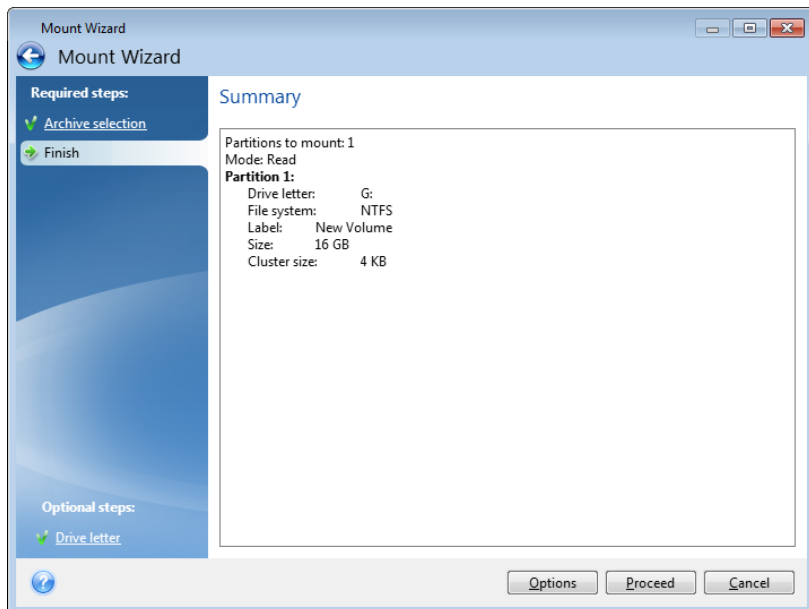 Mount Wizard
Mount Wizard
Required steps:
Archive selection
Finish
Summary
Partitions to mount: 1
Mode: Read
Partition 1:
Drive letter: G:
File system: NTFS
Label: New Volume
Size: 16 GB
Cluster size: 4 KB
Optional steps:
Drive letter
Options Proceed Cancel